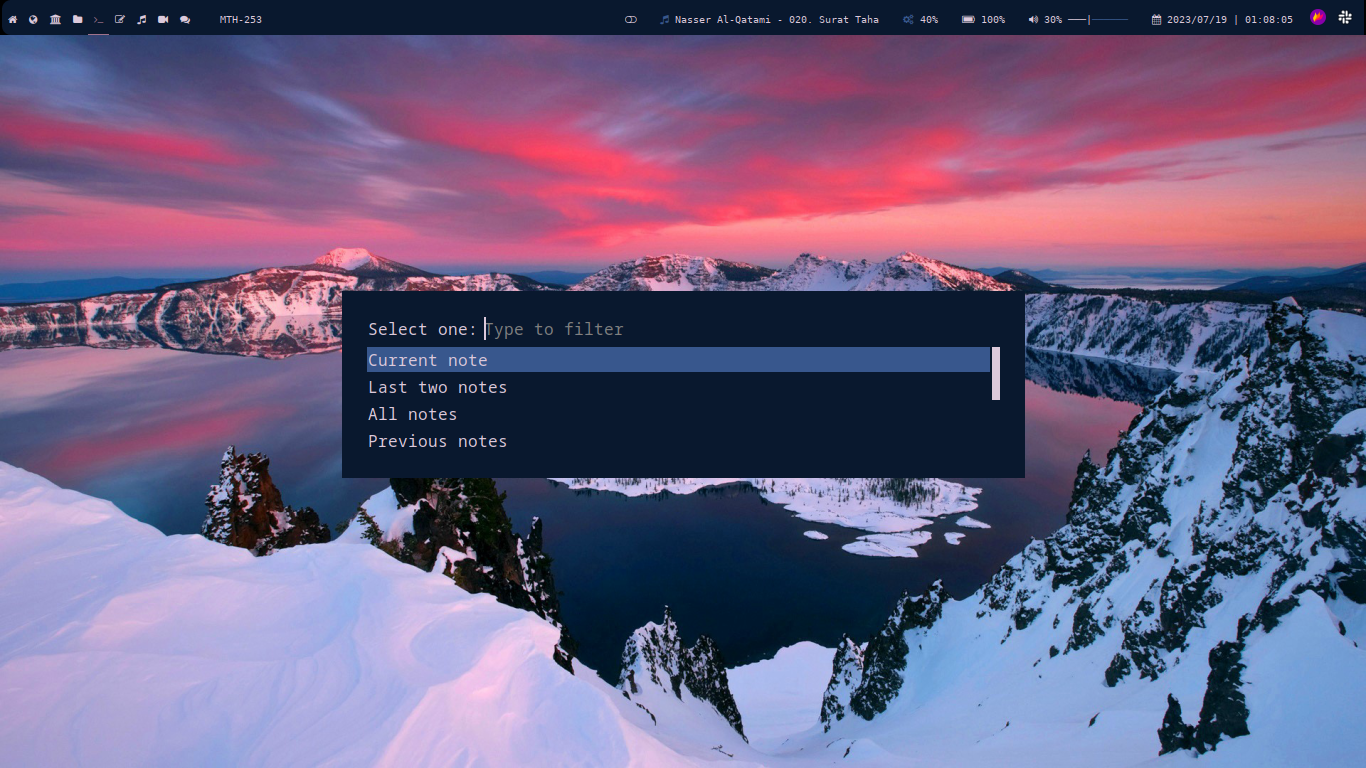 MTH-253
Nasser Al-Qatami - 020. Surat Taha
40%
100%
30%
2023/07/19 | 01:08:05
Select one: Type to filter
Current note
Last two notes
All notes
Previous notes